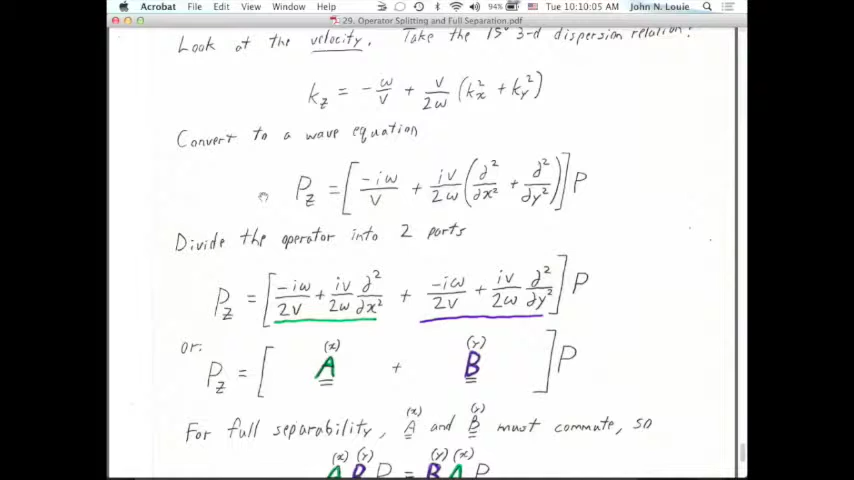 Acrobat File Edit View Window Help 94% Tue 10:10:05 AM John N. Louie
29. Operator Splitting and Full Separation.pdf
Look at the velocity. Take the 15° 3-d dispersion relation:
k_z = -ω/v + v/2ω (k_x² + k_y²)
Convert to a wave equation
P_z = [-iω/v + iv/2ω (∂²/∂x² + ∂²/∂y²)] P
Divide the operator into 2 parts
P_z = [-iω/2v + iv/2ω ∂²/∂x² + -iω/2v + iv/2ω ∂²/∂y²] P
or: P_z = [A^(x) + B^(y)] P
For full separability, A^(x) and B^(y) must commute, so
A^(x) B^(y) P = B^(y) A^(x) P